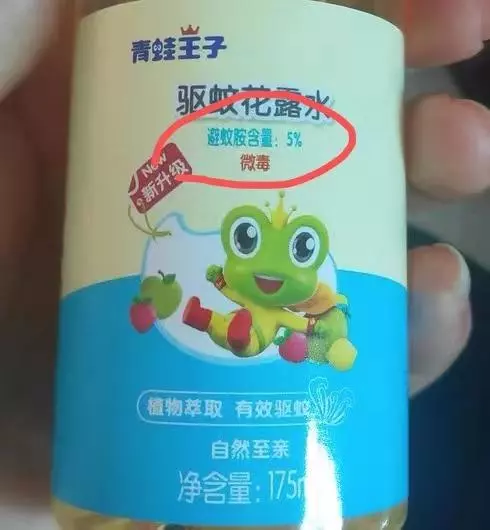 青蛙王子
驱蚊花露水
避蚊胺含量：5%
微毒
New
新升级
植物萃取 有效驱蚊
自然至亲
净含量：175